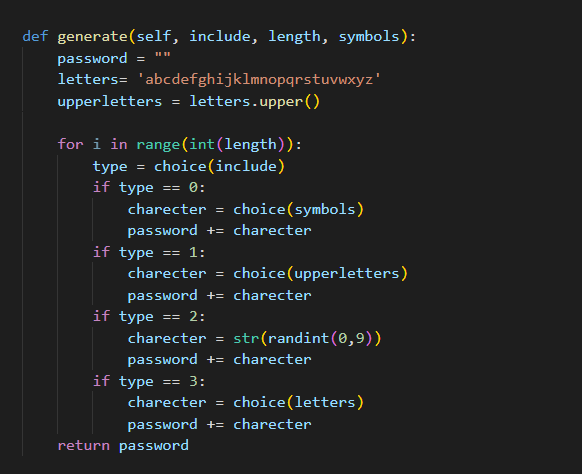 def generate(self, include, length, symbols):
    password = ""
    letters= 'abcdefghijklmnopqrstuvwxyz'
    upperletters = letters.upper()

    for i in range(int(length)):
        type = choice(include)
        if type == 0:
            charecter = choice(symbols)
            password += charecter
        if type == 1:
            charecter = choice(upperletters)
            password += charecter
        if type == 2:
            charecter = str(randint(0,9))
            password += charecter
        if type == 3:
            charecter = choice(letters)
            password += charecter
    return password